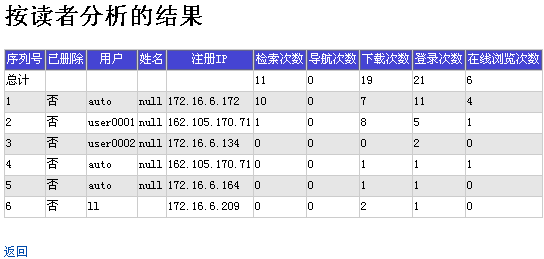 按读者分析的结果
序列号 已删除 用户 姓名 注册IP 检索次数 导航次数 下载次数 登录次数 在线浏览次数
总计 11 0 19 21 6
1 否 auto null 172.16.6.172 10 0 7 11 4
2 否 user0001 null 162.105.170.71 1 0 8 5 1
3 否 user0002 null 172.16.6.134 0 0 0 2 0
4 否 auto null 162.105.170.71 0 0 1 1 1
5 否 auto null 172.16.6.164 0 0 1 1 0
6 否 ll 172.16.6.209 0 0 2 1 0
返回